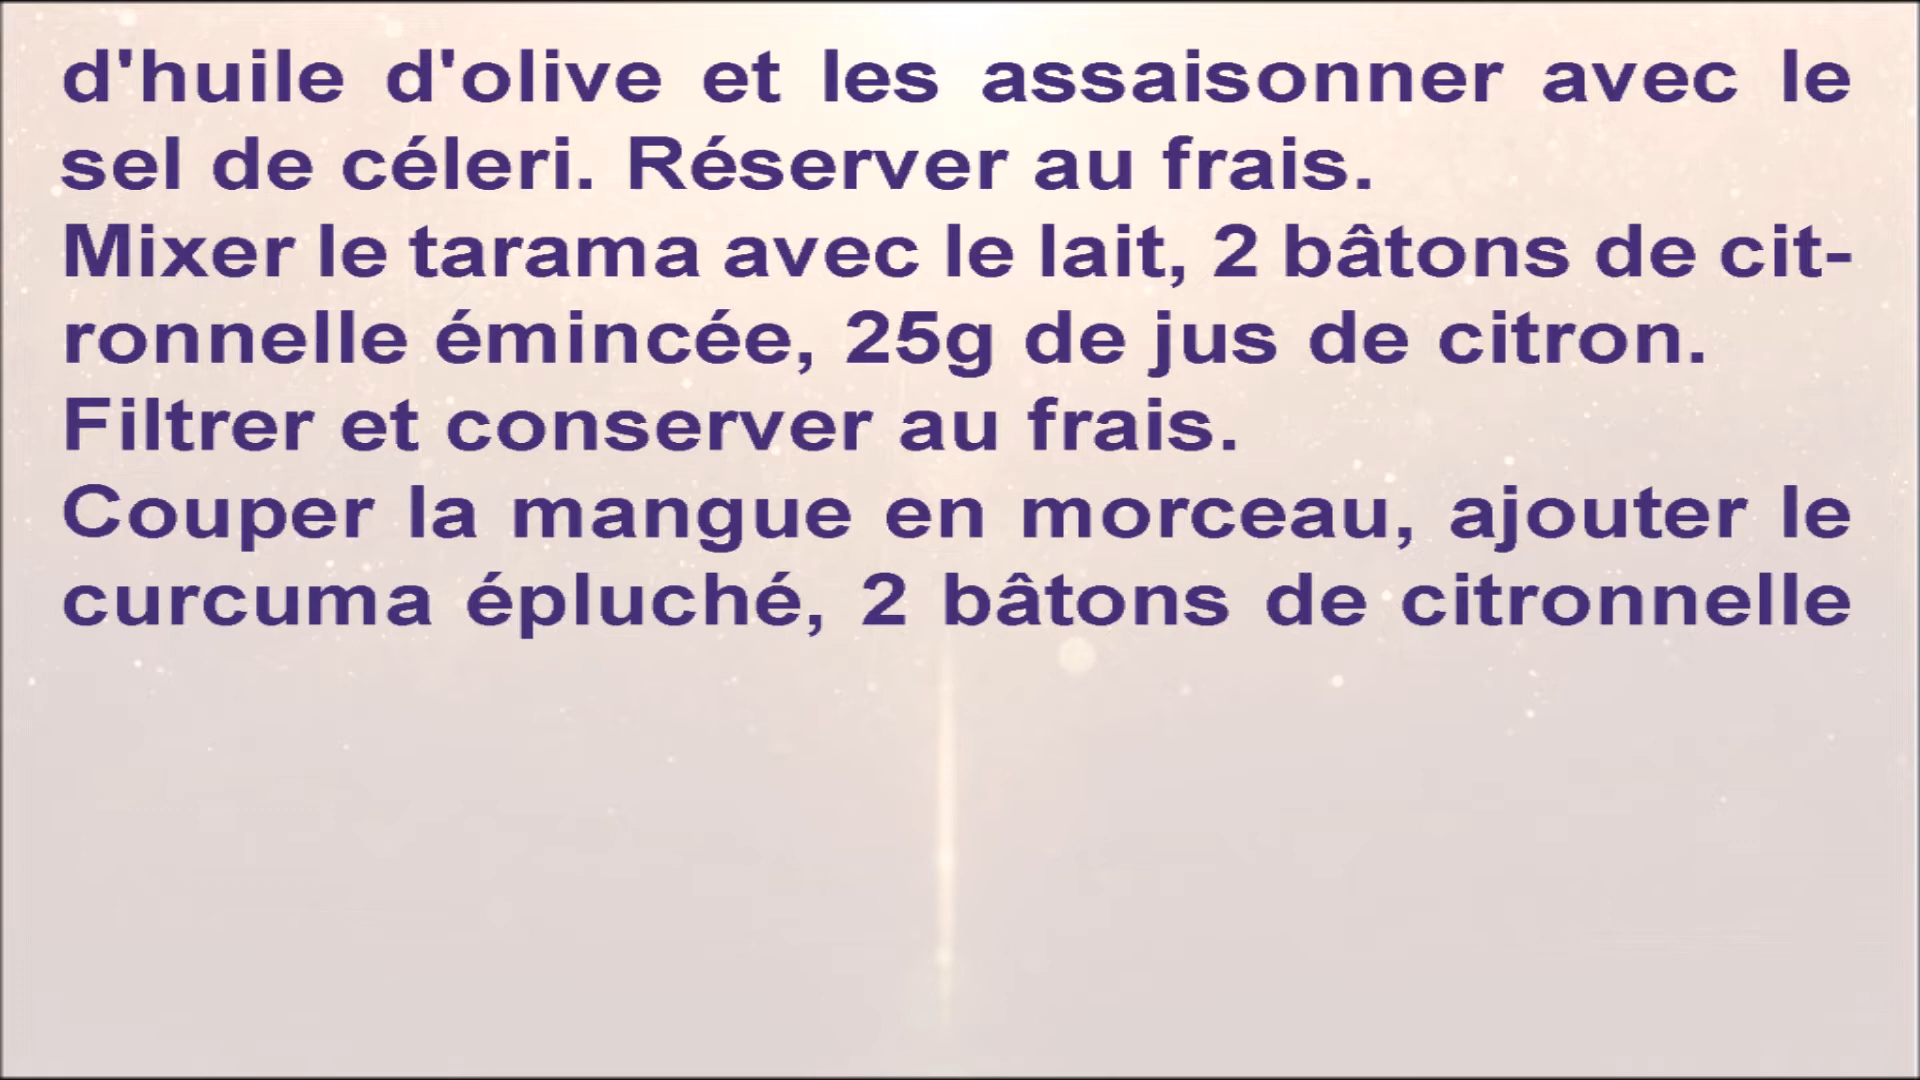 d'huile d'olive et les assaisonner avec le
sel de céleri. Réserver au frais.
Mixer le tarama avec le lait, 2 bâtons de cit-
ronnelle émincée, 25g de jus de citron.
Filtrer et conserver au frais.
Couper la mangue en morceau, ajouter le
curcuma épluché, 2 bâtons de citronnelle